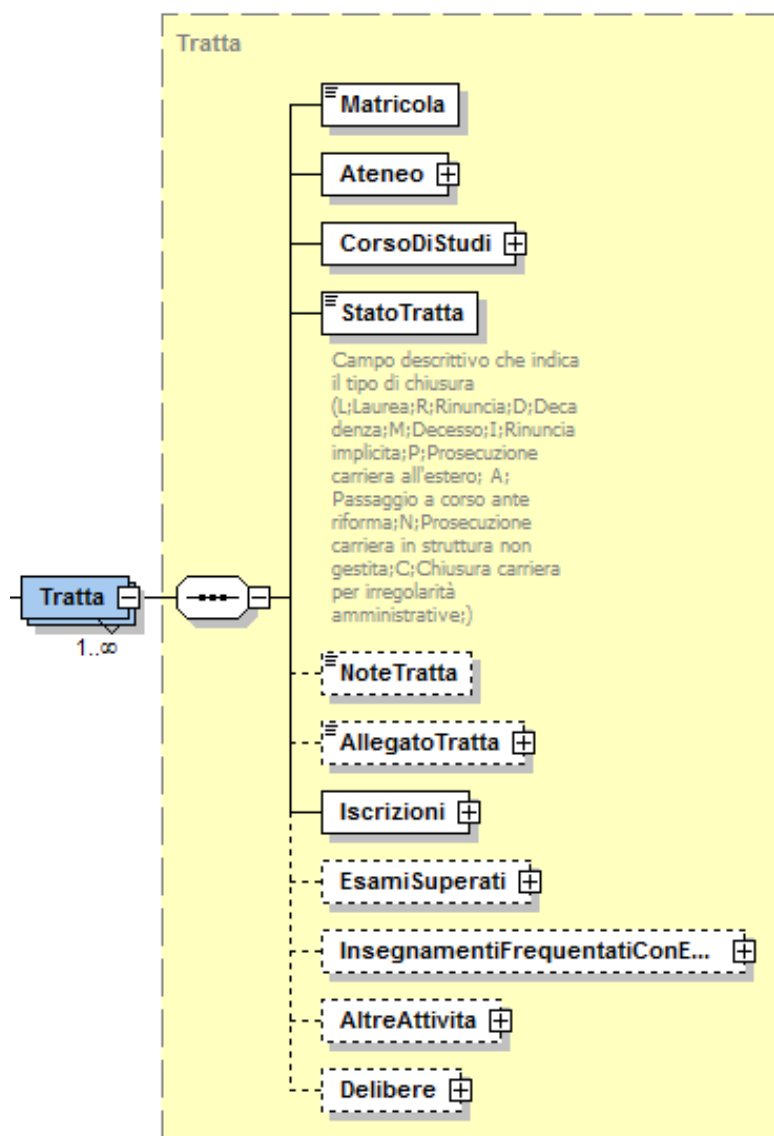 Tratta
Matricola
Ateneo
CorsoDiStudi
StatoTratta
Campo descrittivo che indica
il tipo di chiusura
(L;Laurea;R;Rinuncia;D;Deca
denza;M;Decesso;I;Rinuncia
implicita;P;Prosecuzione
carriera all'estero; A;
Passaggio a corso ante
riforma;N;Prosecuzione
carriera in struttura non
gestita;C;Chiusura carriera
per irregolarità
amministrative;)
Tratta
1..∞
NoteTratta
AllegatoTratta
Iscrizioni
EsamiSuperati
InsegnamentiFrequentatiConE...
AltreAttivita
Delibere